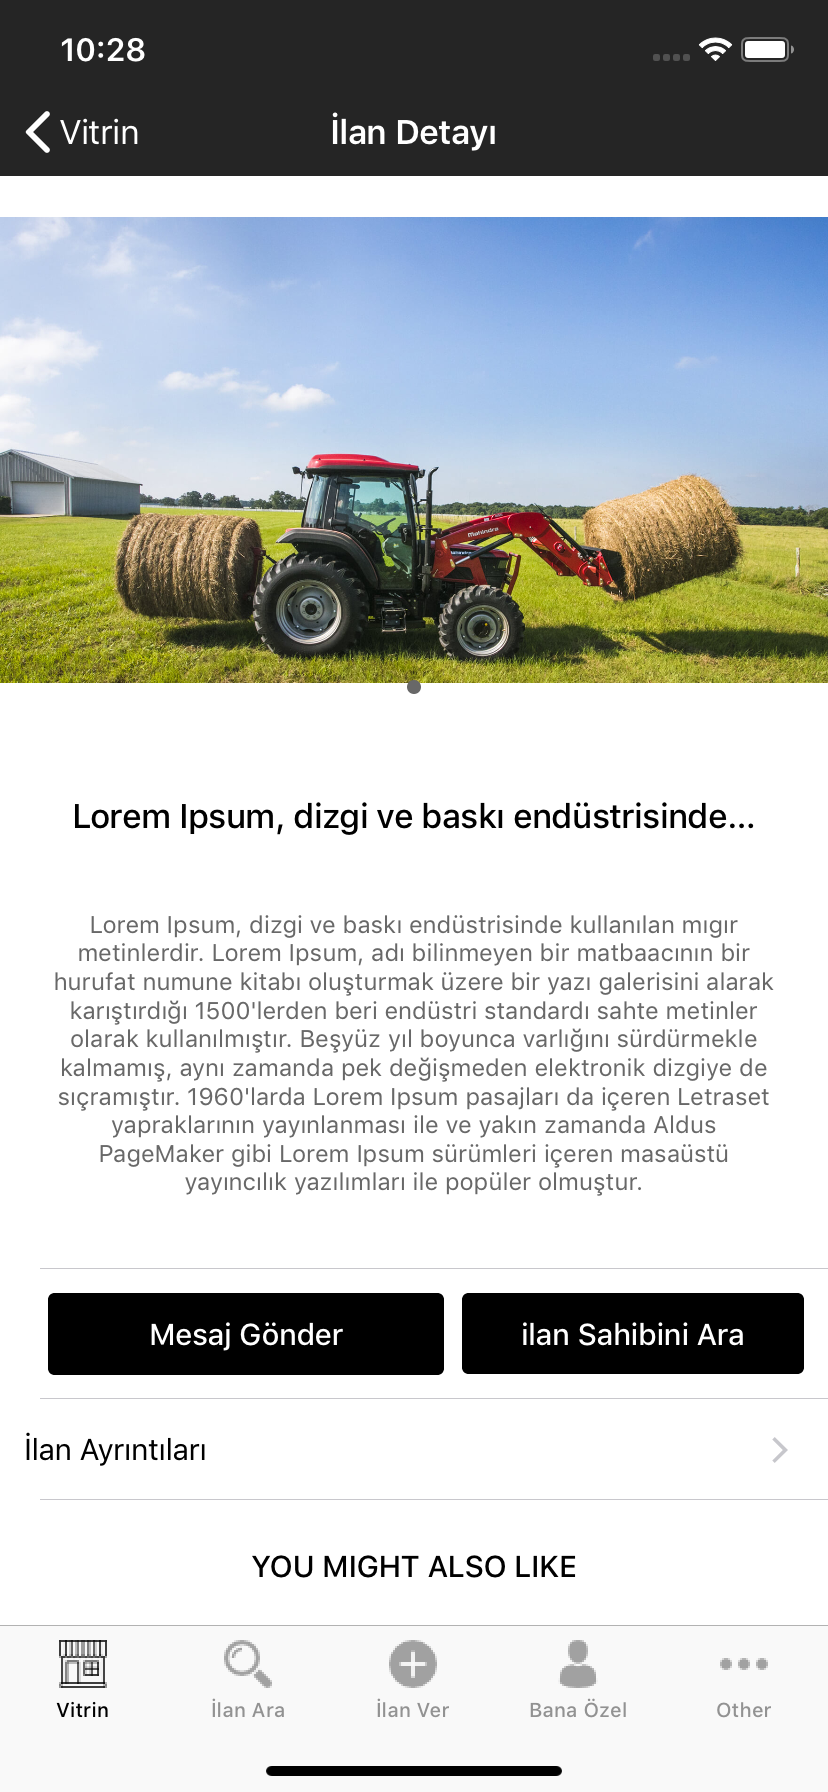 10:28
Vitrin
İlan Detayı
Mahindra
Lorem Ipsum, dizgi ve baskı endüstrisinde...
Lorem Ipsum, dizgi ve baskı endüstrisinde kullanılan mıgır
metinlerdir. Lorem Ipsum, adı bilinmeyen bir matbaacının bir
hurufat numune kitabı oluşturmak üzere bir yazı galerisini alarak
karıştırdığı 1500'lerden beri endüstri standardı sahte metinler
olarak kullanılmıştır. Beşyüz yıl boyunca varlığını sürdürmekle
kalmamış, aynı zamanda pek değişmeden elektronik dizgiye de
sıçramıştır. 1960'larda Lorem Ipsum pasajları da içeren Letraset
yapraklarının yayınlanması ile ve yakın zamanda Aldus
PageMaker gibi Lorem Ipsum sürümleri içeren masaüstü
yayıncılık yazılımları ile popüler olmuştur.
Mesaj Gönder
ilan Sahibini Ara
İlan Ayrıntıları
YOU MIGHT ALSO LIKE
Vitrin
İlan Ara
İlan Ver
Bana Özel
Other